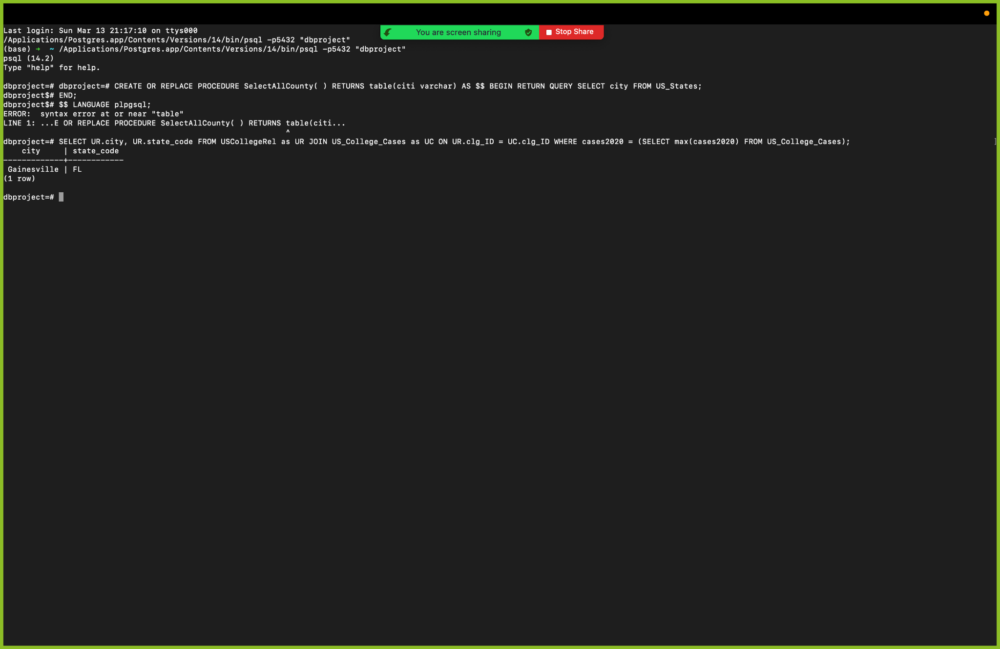 Last login: Sun Mar 13 21:17:10 on ttys000
You are screen sharing
Stop Share
/Applications/Postgres.app/Contents/Versions/14/bin/psql -p5432 "dbproject"
(base) ➜  ~ /Applications/Postgres.app/Contents/Versions/14/bin/psql -p5432 "dbproject"
psql (14.2)
Type "help" for help.

dbproject=# dbproject=# CREATE OR REPLACE PROCEDURE SelectAllCounty( ) RETURNS table(citi varchar) AS $$ BEGIN RETURN QUERY SELECT city FROM US_States;
dbproject$# END;
dbproject$# $$ LANGUAGE plpgsql;
ERROR:  syntax error at or near "table"
LINE 1: ...E OR REPLACE PROCEDURE SelectAllCounty( ) RETURNS table(citi...
                                                             ^
dbproject=# SELECT UR.city, UR.state_code FROM USCollegeRel as UR JOIN US_College_Cases as UC ON UR.clg_ID = UC.clg_ID WHERE cases2020 = (SELECT max(cases2020) FROM US_College_Cases); ]
    city     | state_code
-------------+------------
 Gainesville | FL
(1 row)

dbproject=#